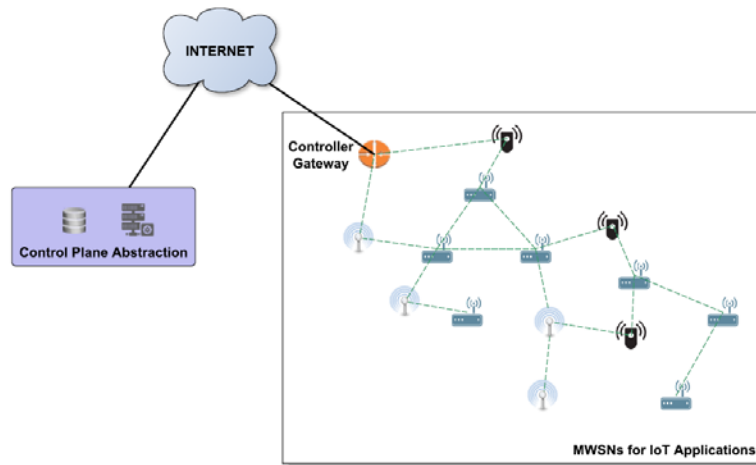 INTERNET
Controller
Gateway
Control Plane Abstraction
MWSNs for IoT Applications